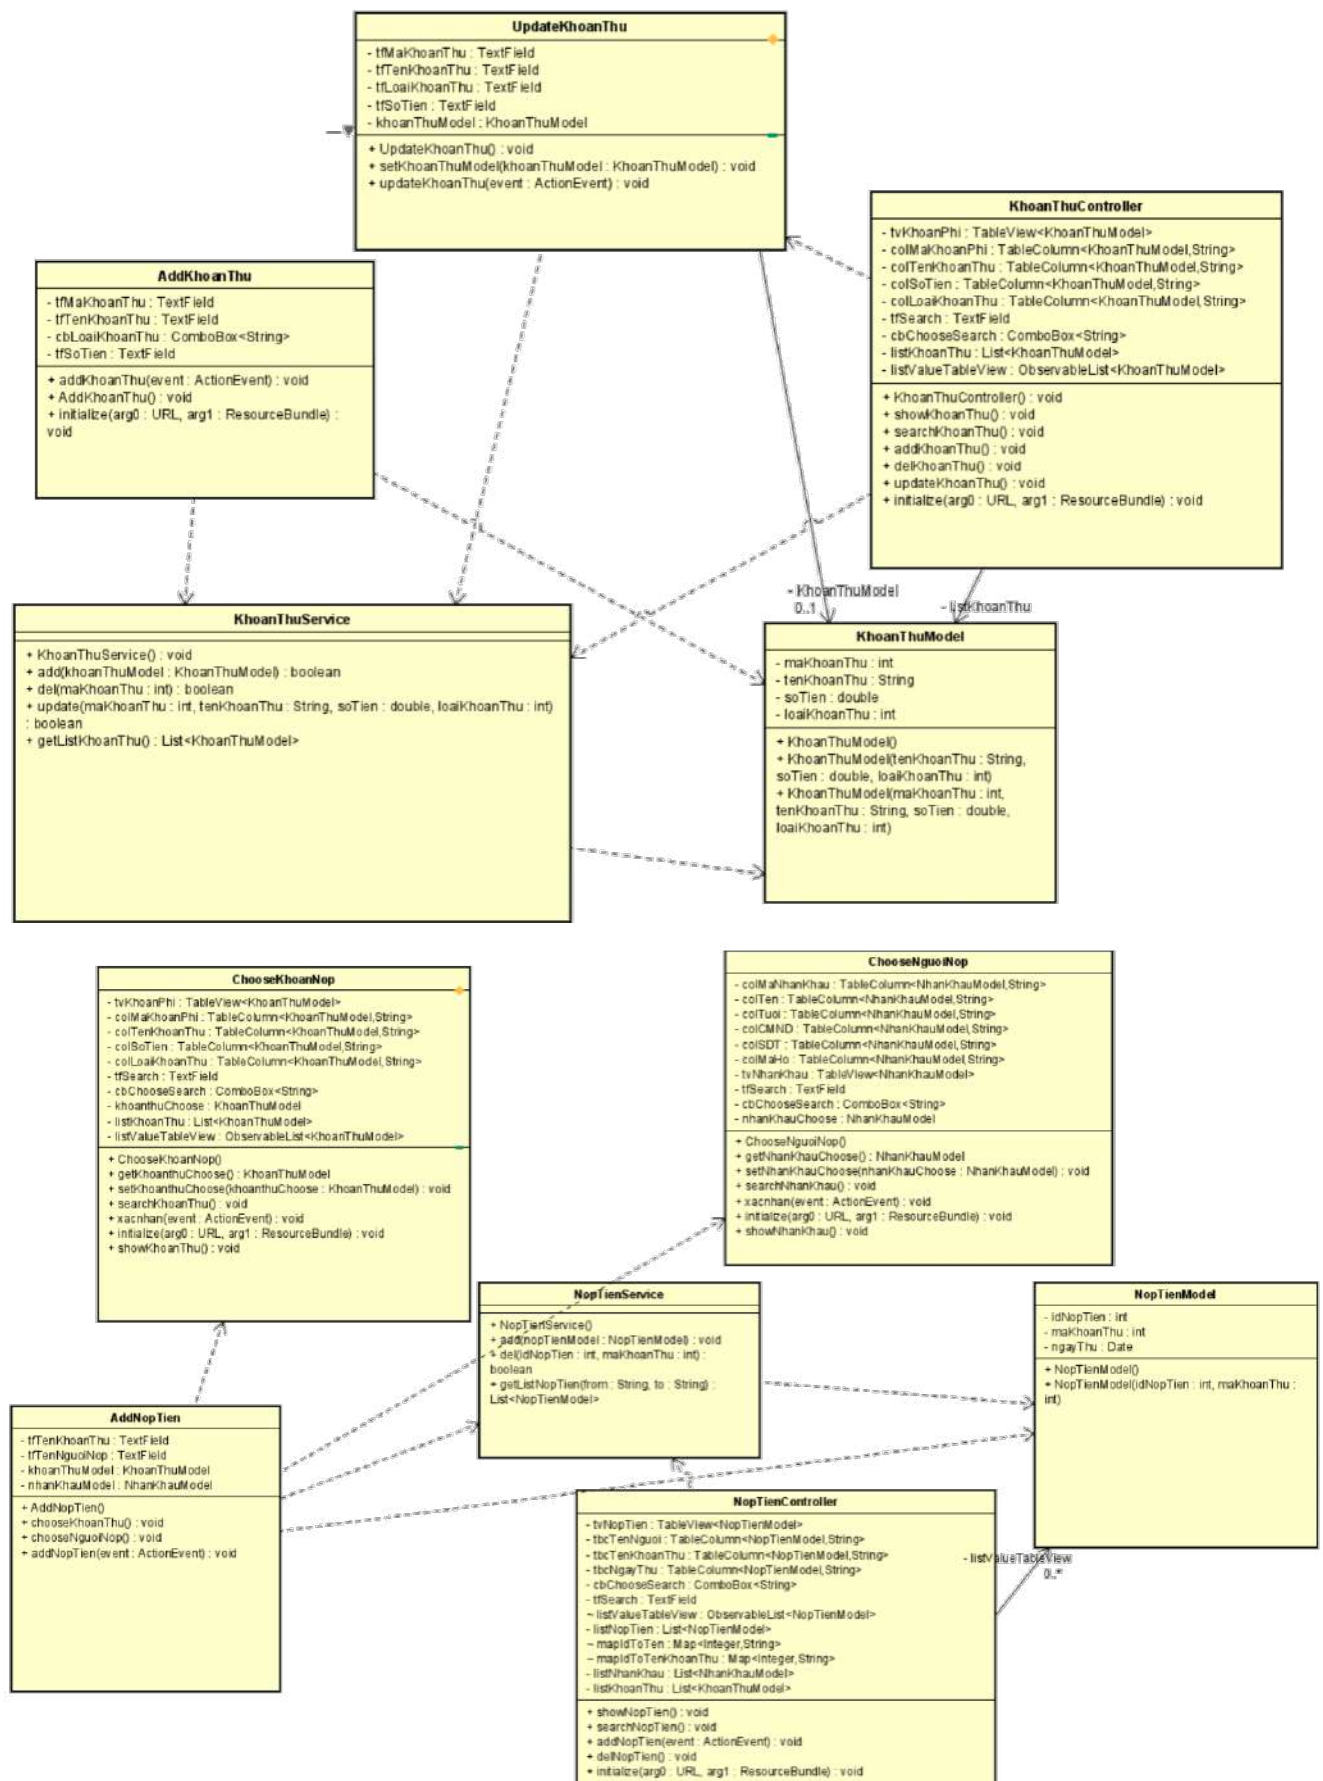 UpdateKhoanThu
- tfMaKhoanThu : TextField
- tfTenKhoanThu : TextField
- tfLoaiKhoanThu : TextField
- tfSoTien : TextField
- khoanThuModel : KhoanThuModel
+ UpdateKhoanThu() : void
+ setKhoanThuModel(khoanThuModel : KhoanThuModel) : void
+ updateKhoanThu(event : ActionEvent) : void
KhoanThuController
- tvKhoanPhi : TableView<KhoanThuModel>
- colMaKhoanPhi : TableColumn<KhoanThuModel,String>
- colTenKhoanThu : TableColumn<KhoanThuModel,String>
- colSoTien : TableColumn<KhoanThuModel,String>
- colLoaiKhoanThu : TableColumn<KhoanThuModel,String>
- tfSearch : TextField
- cbChooseSearch : ComboBox<String>
- listKhoanThu : List<KhoanThuModel>
- listValueTableView : ObservableList<KhoanThuModel>
+ KhoanThuController() : void
+ showKhoanThu() : void
+ searchKhoanThu() : void
+ addKhoanThu() : void
+ delKhoanThu() : void
+ updateKhoanThu() : void
+ initialize(arg0 : URL, arg1 : ResourceBundle) : void
AddKhoanThu
- tfMaKhoanThu : TextField
- tfTenKhoanThu : TextField
- cbLoaiKhoanThu : ComboBox<String>
- tfSoTien : TextField
+ addKhoanThu(event : ActionEvent) : void
+ AddKhoanThu() : void
+ initialize(arg0 : URL, arg1 : ResourceBundle) :
void
- KhoanThuModel
0..1
- listKhoanThu
KhoanThuService
+ KhoanThuService() : void
+ add(khoanThuModel : KhoanThuModel) : boolean
+ del(maKhoanThu : int) : boolean
+ update(maKhoanThu : int, tenKhoanThu : String, soTien : double, loaiKhoanThu : int)
: boolean
+ getListKhoanThu() : List<KhoanThuModel>
KhoanThuModel
- maKhoanThu : int
- tenKhoanThu : String
- soTien : double
- loaiKhoanThu : int
+ KhoanThuModel()
+ KhoanThuModel(tenKhoanThu : String,
soTien : double, loaiKhoanThu : int)
+ KhoanThuModel(maKhoanThu : int,
tenKhoanThu : String, soTien : double,
loaiKhoanThu : int)
ChooseKhoanNop
- tvKhoanPhi : TableView<KhoanThuModel>
- colMaKhoanPhi : TableColumn<KhoanThuModel,String>
- colTenKhoanThu : TableColumn<KhoanThuModel,String>
- colSoTien : TableColumn<KhoanThuModel,String>
- colLoaiKhoanThu : TableColumn<KhoanThuModel,String>
- tfSearch : TextField
- cbChooseSearch : ComboBox<String>
- khoanthuChoose : KhoanThuModel
- listKhoanThu : List<KhoanThuModel>
- listValueTableView : ObservableList<KhoanThuModel>
+ ChooseKhoanNop()
+ getKhoanthuChoose() : KhoanThuModel
+ setKhoanthuChoose(khoanthuChoose : KhoanThuModel) : void
+ searchKhoanThu() : void
+ xacnhan(event : ActionEvent) : void
+ initialize(arg0 : URL, arg1 : ResourceBundle) : void
+ showKhoanThu() : void
ChooseNguoiNop
- colMaNhanKhau : TableColumn<NhanKhauModel,String>
- colTen : TableColumn<NhanKhauModel,String>
- colTuoi : TableColumn<NhanKhauModel,String>
- colCMND : TableColumn<NhanKhauModel,String>
- colSDT : TableColumn<NhanKhauModel,String>
- colMaHo : TableColumn<NhanKhauModel,String>
- tvNhanKhau : TableView<NhanKhauModel>
- tfSearch : TextField
- cbChooseSearch : ComboBox<String>
- nhanKhauChoose : NhanKhauModel
+ ChooseNguoiNop()
+ getNhanKhauChoose() : NhanKhauModel
+ setNhanKhauChoose(nhanKhauChoose : NhanKhauModel) : void
+ searchNhanKhau() : void
+ xacnhan(event : ActionEvent) : void
+ initialize(arg0 : URL, arg1 : ResourceBundle) : void
+ showNhanKhau() : void
NopTienService
+ NopTienService()
+ add(nopTienModel : NopTienModel) : void
+ del(idNopTien : int, maKhoanThu : int) :
boolean
+ getListNopTien(from : String, to : String) :
List<NopTienModel>
NopTienModel
- idNopTien : int
- maKhoanThu : int
- ngayThu : Date
+ NopTienModel()
+ NopTienModel(idNopTien : int, maKhoanThu :
int)
AddNopTien
- tfTenKhoanThu : TextField
- tfTenNguoiNop : TextField
- khoanThuModel : KhoanThuModel
- nhanKhauModel : NhanKhauModel
+ AddNopTien()
+ chooseKhoanThu() : void
+ chooseNguoiNop() : void
+ addNopTien(event : ActionEvent) : void
NopTienController
- tvNopTien : TableView<NopTienModel>
- tbcTenNguoi : TableColumn<NopTienModel,String>
- tbcTenKhoanThu : TableColumn<NopTienModel,String>
- tbcNgayThu : TableColumn<NopTienModel,String>
- cbChooseSearch : ComboBox<String>
- tfSearch : TextField
~ listValueTableView : ObservableList<NopTienModel>
- listNopTien : List<NopTienModel>
~ mapIdToTen : Map<Integer,String>
~ mapIdToTenKhoanThu : Map<Integer,String>
- listNhanKhau : List<NhanKhauModel>
- listKhoanThu : List<KhoanThuModel>
+ showNopTien() : void
+ searchNopTien() : void
+ addNopTien(event : ActionEvent) : void
+ delNopTien() : void
+ initialize(arg0 : URL, arg1 : ResourceBundle) : void
- listValueTableView
0..*